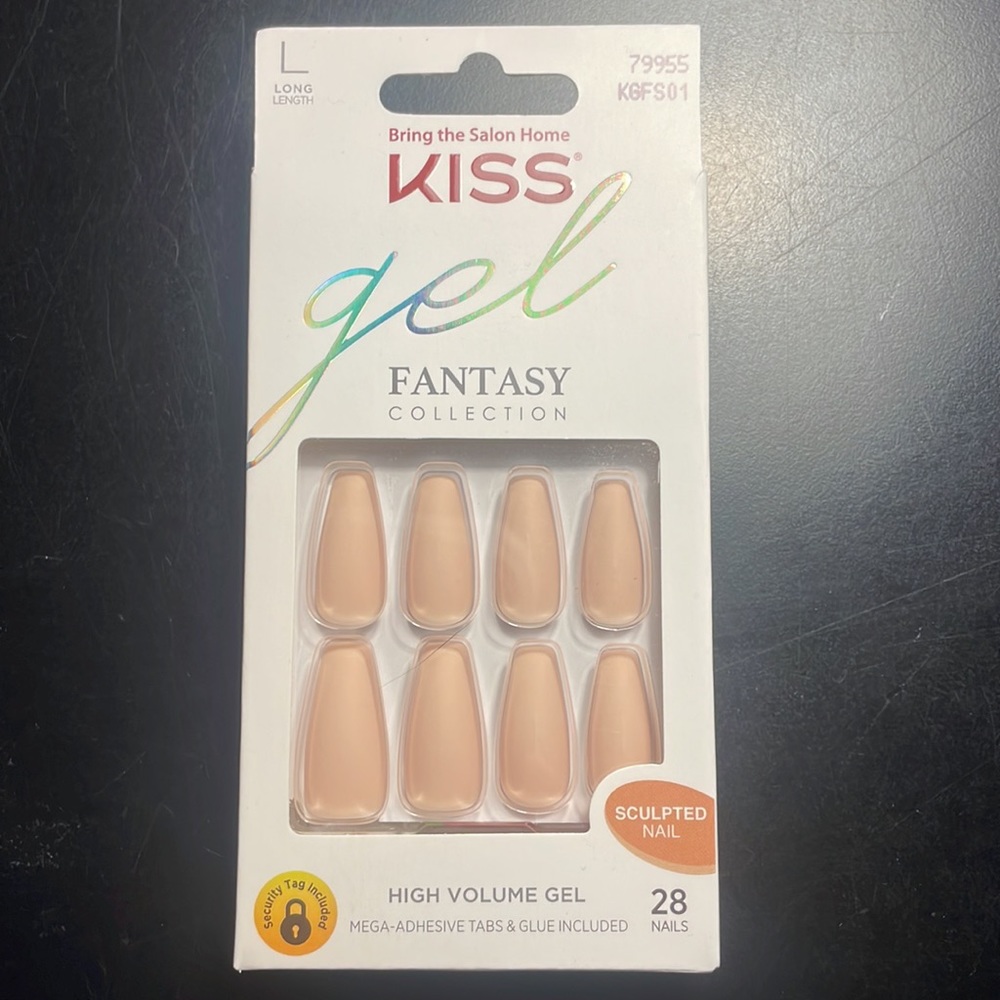 L
LONG
LENGTH
79955
KGFS01
Bring the Salon Home
KISS®
gel
FANTASY
COLLECTION
SCULPTED
NAIL
Security Tag Included
HIGH VOLUME GEL
MEGA-ADHESIVE TABS & GLUE INCLUDED
28
NAILS